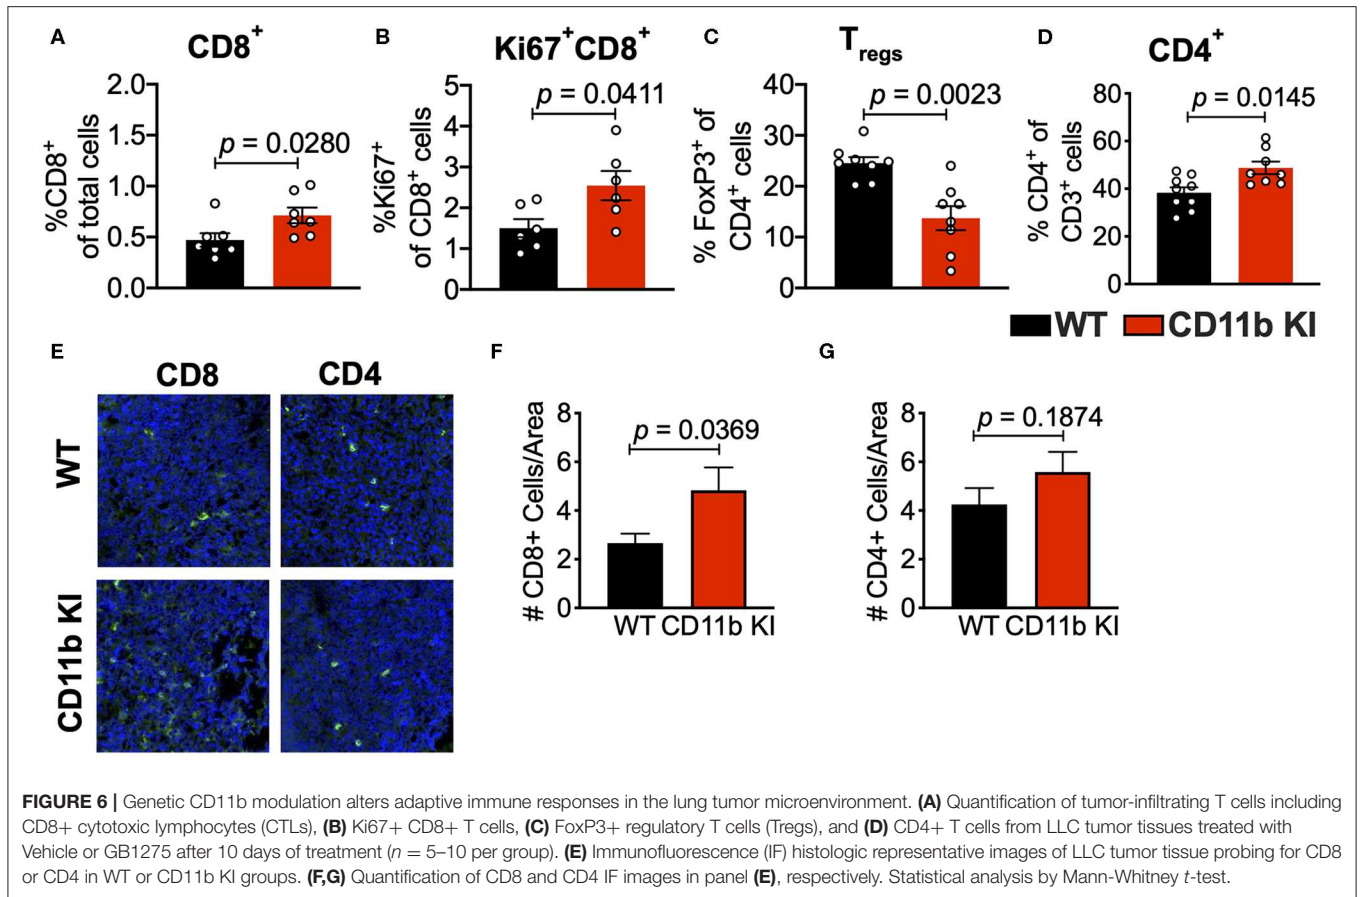 A
CD8+
%CD8+
of total cells
2.0
1.5
1.0
0.5
0.0
p = 0.0280
B
Ki67+CD8+
%Ki67+
of CD8+ cells
5
4
3
2
1
0
p = 0.0411
C
Tregs
% FoxP3+ of
CD4+ cells
40
30
20
10
0
p = 0.0023
D
CD4+
% CD4+ of
CD3+ cells
80
60
40
20
0
p = 0.0145
WT CD11b KI
E
CD8 CD4
WT
CD11b KI
F
# CD8+ Cells/Area
8
6
4
2
0
p = 0.0369
WT CD11b KI
G
# CD4+ Cells/Area
8
6
4
2
0
p = 0.1874
WT CD11b KI
FIGURE 6 | Genetic CD11b modulation alters adaptive immune responses in the lung tumor microenvironment. (A) Quantification of tumor-infiltrating T cells including
CD8+ cytotoxic lymphocytes (CTLs), (B) Ki67+ CD8+ T cells, (C) FoxP3+ regulatory T cells (Tregs), and (D) CD4+ T cells from LLC tumor tissues treated with
Vehicle or GB1275 after 10 days of treatment (n = 5–10 per group). (E) Immunofluorescence (IF) histologic representative images of LLC tumor tissue probing for CD8
or CD4 in WT or CD11b KI groups. (F,G) Quantification of CD8 and CD4 IF images in panel (E), respectively. Statistical analysis by Mann-Whitney t-test.